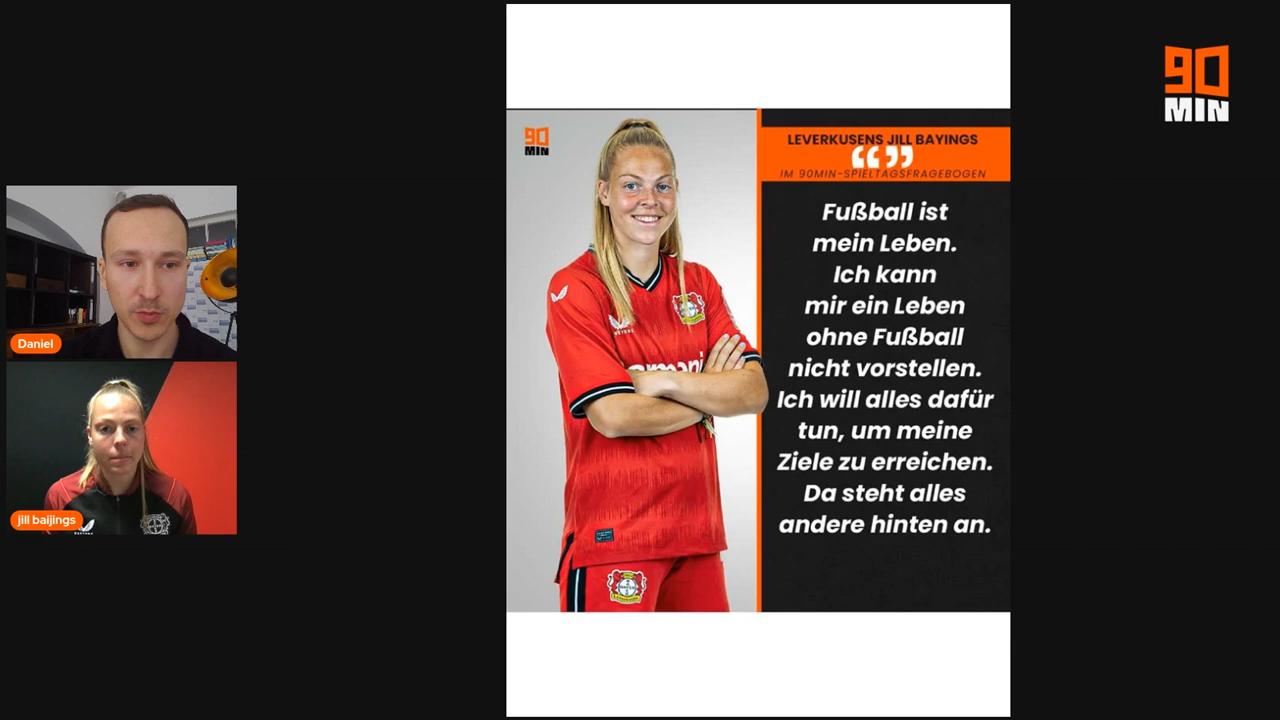 90
MIN
Daniel
jill baijings
90
MIN
LEVERKUSENS JILL BAYINGS
IM 90MIN-SPIELTAGSFRAGEBOGEN
Fußball ist
mein Leben.
Ich kann
mir ein Leben
ohne Fußball
nicht vorstellen.
Ich will alles dafür
tun, um meine
Ziele zu erreichen.
Da steht alles
andere hinten an.